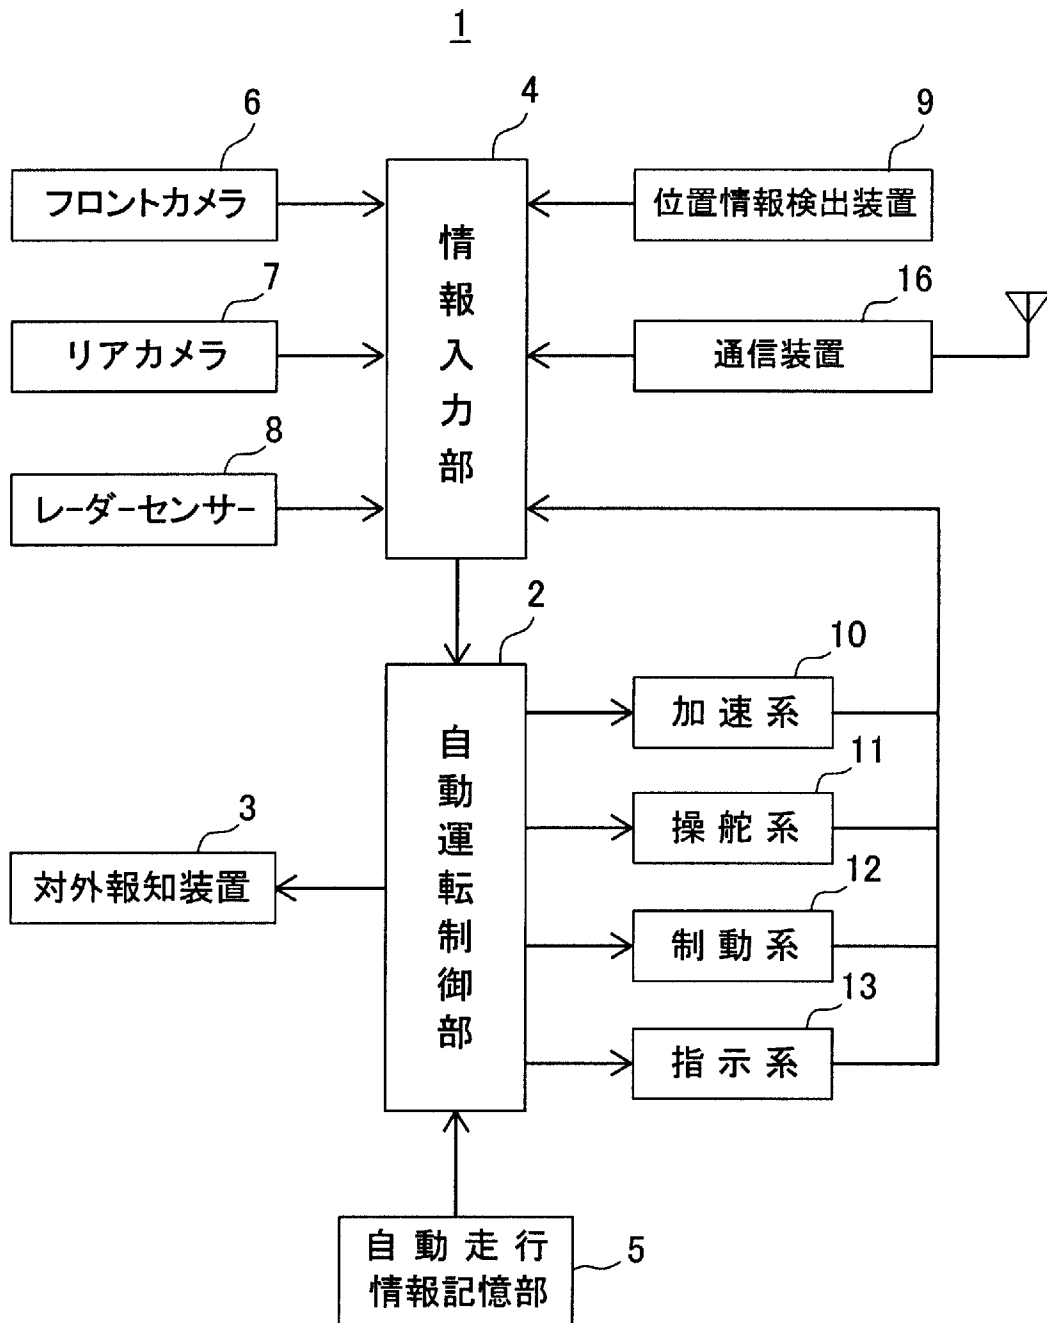 1
4
6
9
フロントカメラ
情報入力部
位置情報検出装置
7
16
リアカメラ
通信装置
8
レーダーセンサー
2
10
加速系
自動運転制御部
11
操舵系
3
対外報知装置
12
制動系
13
指示系
自動走行
情報記憶部
5